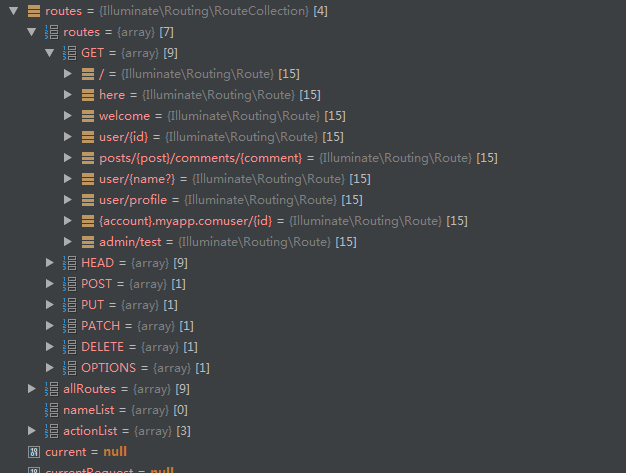 routes = {Illuminate\Routing\RouteCollection} [4]
routes = {array} [7]
GET = {array} [9]
/ = {Illuminate\Routing\Route} [15]
here = {Illuminate\Routing\Route} [15]
welcome = {Illuminate\Routing\Route} [15]
user/{id} = {Illuminate\Routing\Route} [15]
posts/{post}/comments/{comment} = {Illuminate\Routing\Route} [15]
user/{name?} = {Illuminate\Routing\Route} [15]
user/profile = {Illuminate\Routing\Route} [15]
{account}.myapp.comuser/{id} = {Illuminate\Routing\Route} [15]
admin/test = {Illuminate\Routing\Route} [15]
HEAD = {array} [9]
POST = {array} [1]
PUT = {array} [1]
PATCH = {array} [1]
DELETE = {array} [1]
OPTIONS = {array} [1]
allRoutes = {array} [9]
nameList = {array} [0]
actionList = {array} [3]
current = null
currentRequest = null